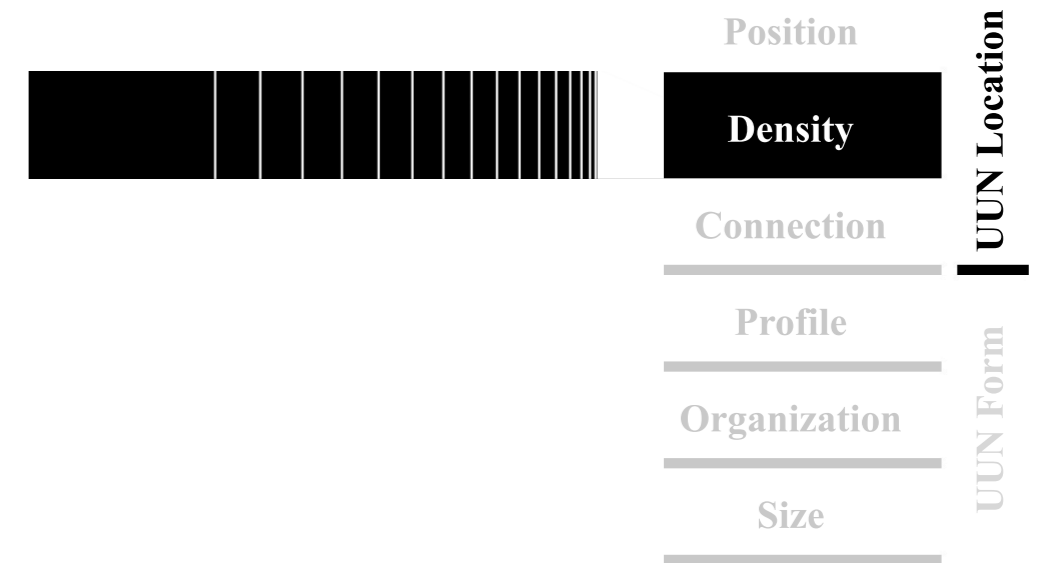 Position
Density
Connection
Profile
Organization
Size
UUN Location
UUN Form